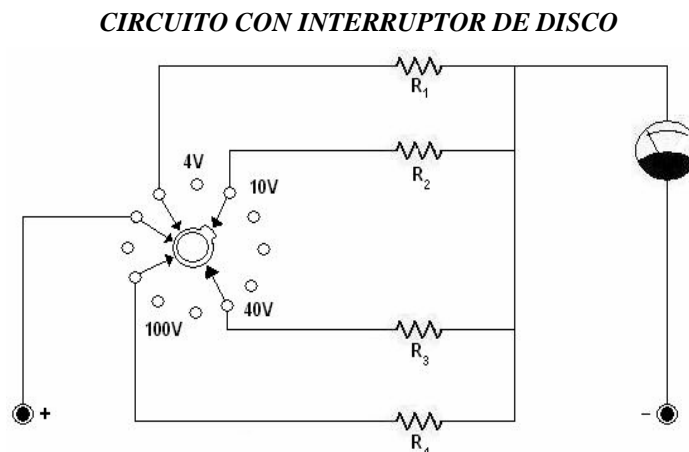 CIRCUITO CON INTERRUPTOR DE DISCO
R1
4V
10V
R2
100V
40V
R3
+
−
R4